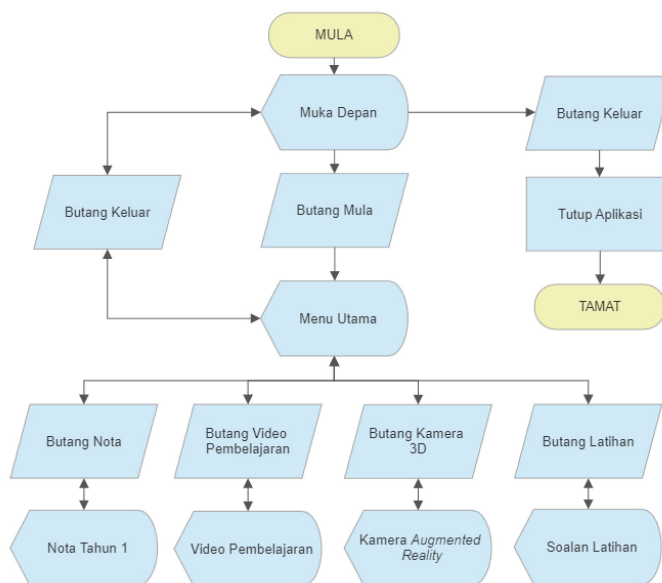 MULA
Muka Depan
Butang Keluar
Butang Keluar
Butang Mula
Tutup Aplikasi
Menu Utama
TAMAT
Butang Nota
Butang Video
Pembelajaran
Butang Kamera
3D
Butang Latihan
Nota Tahun 1
Video Pembelajaran
Kamera Augmented
Reality
Soalan Latihan